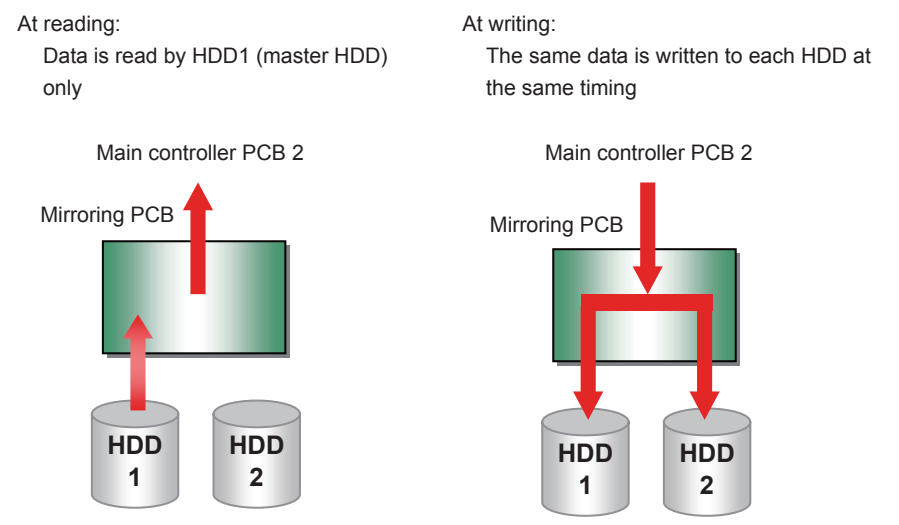 At reading:
Data is read by HDD1 (master HDD)
only
Main controller PCB 2
Mirroring PCB
HDD
1
HDD
2
At writing:
The same data is written to each HDD at
the same timing
Main controller PCB 2
Mirroring PCB
HDD
1
HDD
2